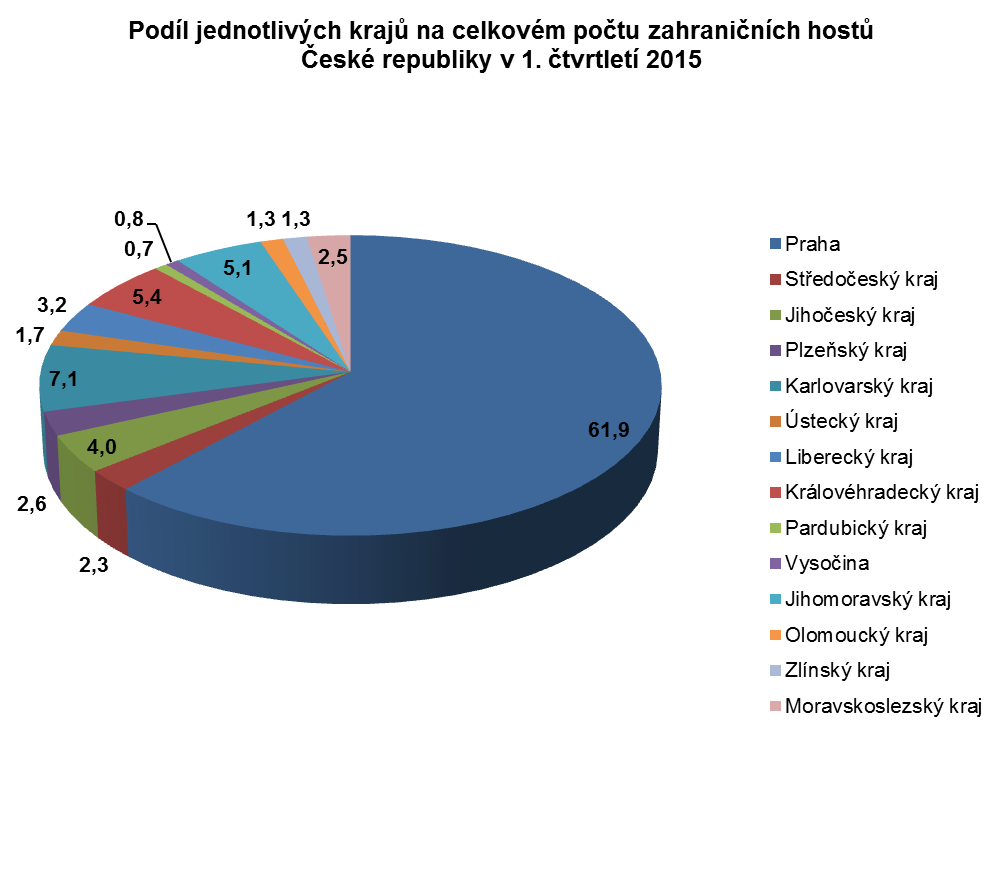 Podíl jednotlivých krajů na celkovém počtu zahraničních hostů
České republiky v 1. čtvrtletí 2015
0,8
1,3
1,3
0,7
5,1
2,5
3,2
5,4
1,7
7,1
61,9
4,0
2,6
2,3
Praha
Středočeský kraj
Jihočeský kraj
Plzeňský kraj
Karlovarský kraj
Ústecký kraj
Liberecký kraj
Královéhradecký kraj
Pardubický kraj
Vysočina
Jihomoravský kraj
Olomoucký kraj
Zlínský kraj
Moravskoslezský kraj